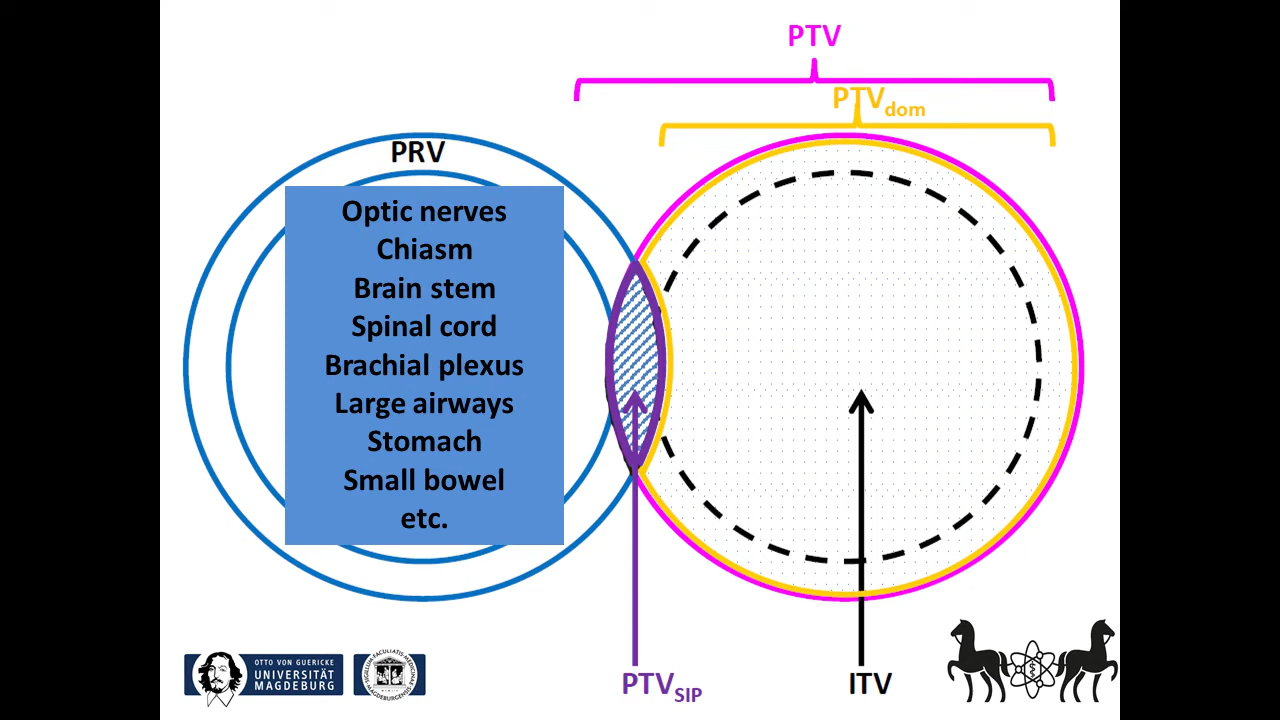 PTV
PTVdom
PRV
Optic nerves
Chiasm
Brain stem
Spinal cord
Brachial plexus
Large airways
Stomach
Small bowel
etc.
PTVSIP
ITV
OTTO VON GUERICKE
UNIVERSITÄT
MAGDEBURG